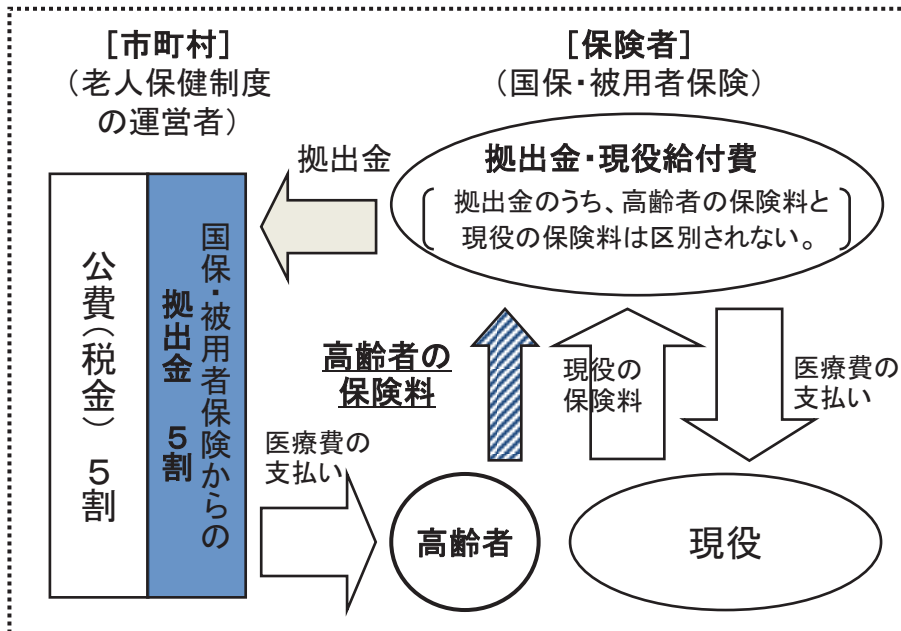 ［市町村］
（老人保健制度
の運営者）
［保険者］
（国保・被用者保険）
拠出金
拠出金・現役給付費
拠出金のうち、高齢者の保険料と
現役の保険料は区別されない。
公費（税金） ５割
国保・被用者保険からの
拠出金 ５割
高齢者の
保険料
現役の
保険料
医療費の
支払い
医療費の
支払い
高齢者
現役